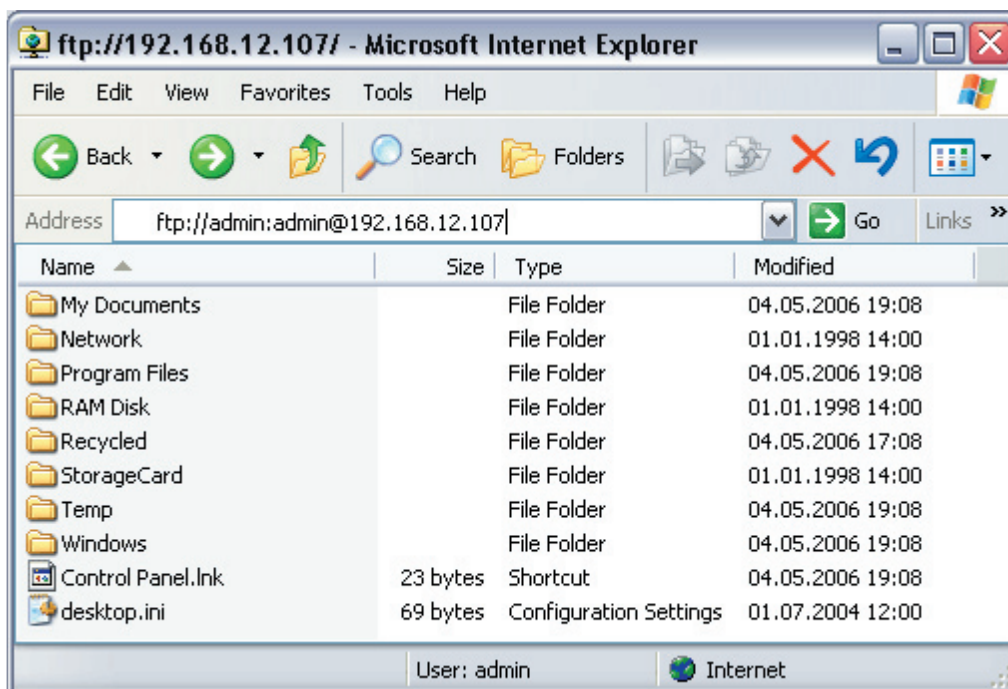 ftp://192.168.12.107/ - Microsoft Internet Explorer
File Edit View Favorites Tools Help
Back Search Folders
Address ftp://admin:admin@192.168.12.107 Go Links »
Name Size Type Modified
My Documents File Folder 04.05.2006 19:08
Network File Folder 01.01.1998 14:00
Program Files File Folder 04.05.2006 19:08
RAM Disk File Folder 01.01.1998 14:00
Recycled File Folder 04.05.2006 17:08
StorageCard File Folder 01.01.1998 14:00
Temp File Folder 04.05.2006 19:08
Windows File Folder 04.05.2006 19:08
Control Panel.lnk 23 bytes Shortcut 04.05.2006 19:08
desktop.ini 69 bytes Configuration Settings 01.07.2004 12:00
User: admin Internet